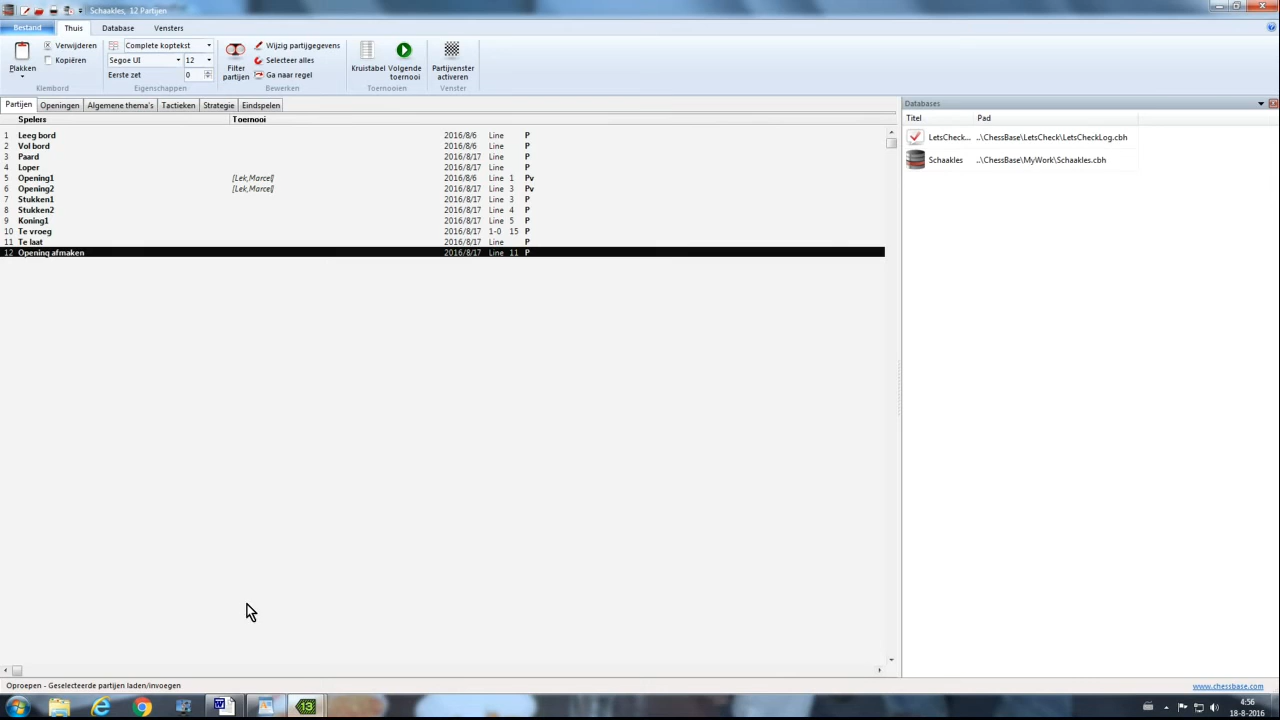 Schaakles, 12 Partijen
Bestand Thuis Database Vensters
Plakken
Verwijderen
Kopiëren
Klembord
Complete koptekst
Segoe UI 12
Eerste zet 0
Eigenschappen
Filter partijen
Wijzig partijgegevens
Selecteer alles
Ga naar regel
Bewerken
Kruistabel
Volgende toernooi
Toernooien
Partijvenster activeren
Venster
Partijen Openingen Algemene thema's Tactieken Strategie Eindspelen
Spelers Toernooi
1 Leeg bord 2016/8/6 Line P
2 Vol bord 2016/8/6 Line P
3 Paard 2016/8/17 Line P
4 Loper 2016/8/17 Line P
5 Opening1 [Lek,Marcel] 2016/8/6 Line 1 Pv
6 Opening2 [Lek,Marcel] 2016/8/17 Line 3 Pv
7 Stukken1 2016/8/17 Line 3 P
8 Stukken2 2016/8/17 Line 4 P
9 Koning1 2016/8/17 Line 5 P
10 Te vroeg 2016/8/17 1-0 15 P
11 Te laat 2016/8/17 Line P
12 Opening afmaken 2016/8/17 Line 11 P
Databases
Titel Pad
LetsCheck... ..\ChessBase\LetsCheck\LetsCheckLog.cbh
Schaakles ..\ChessBase\MyWork\Schaakles.cbh
Oproepen - Geselecteerde partijen laden/invoegen
www.chessbase.com
13
4:56
18-8-2016